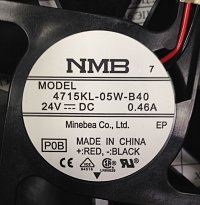 NMB
7
MODEL
4715KL-05W-B40
24V ⎓ DC 0.46A
Minebea Co., Ltd.
EP
P0B
MADE IN CHINA
+:RED, -:BLACK